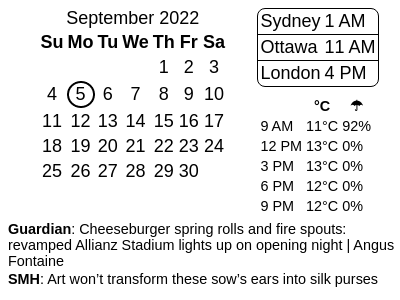 September 2022
Su Mo Tu We Th Fr Sa
1 2 3
4 5 6 7 8 9 10
11 12 13 14 15 16 17
18 19 20 21 22 23 24
25 26 27 28 29 30
Sydney 1 AM
Ottawa 11 AM
London 4 PM
°C ☂
9 AM 11°C 92%
12 PM 13°C 0%
3 PM 13°C 0%
6 PM 12°C 0%
9 PM 12°C 0%
Guardian: Cheeseburger spring rolls and fire spouts:
revamped Allianz Stadium lights up on opening night | Angus
Fontaine
SMH: Art won’t transform these sow’s ears into silk purses